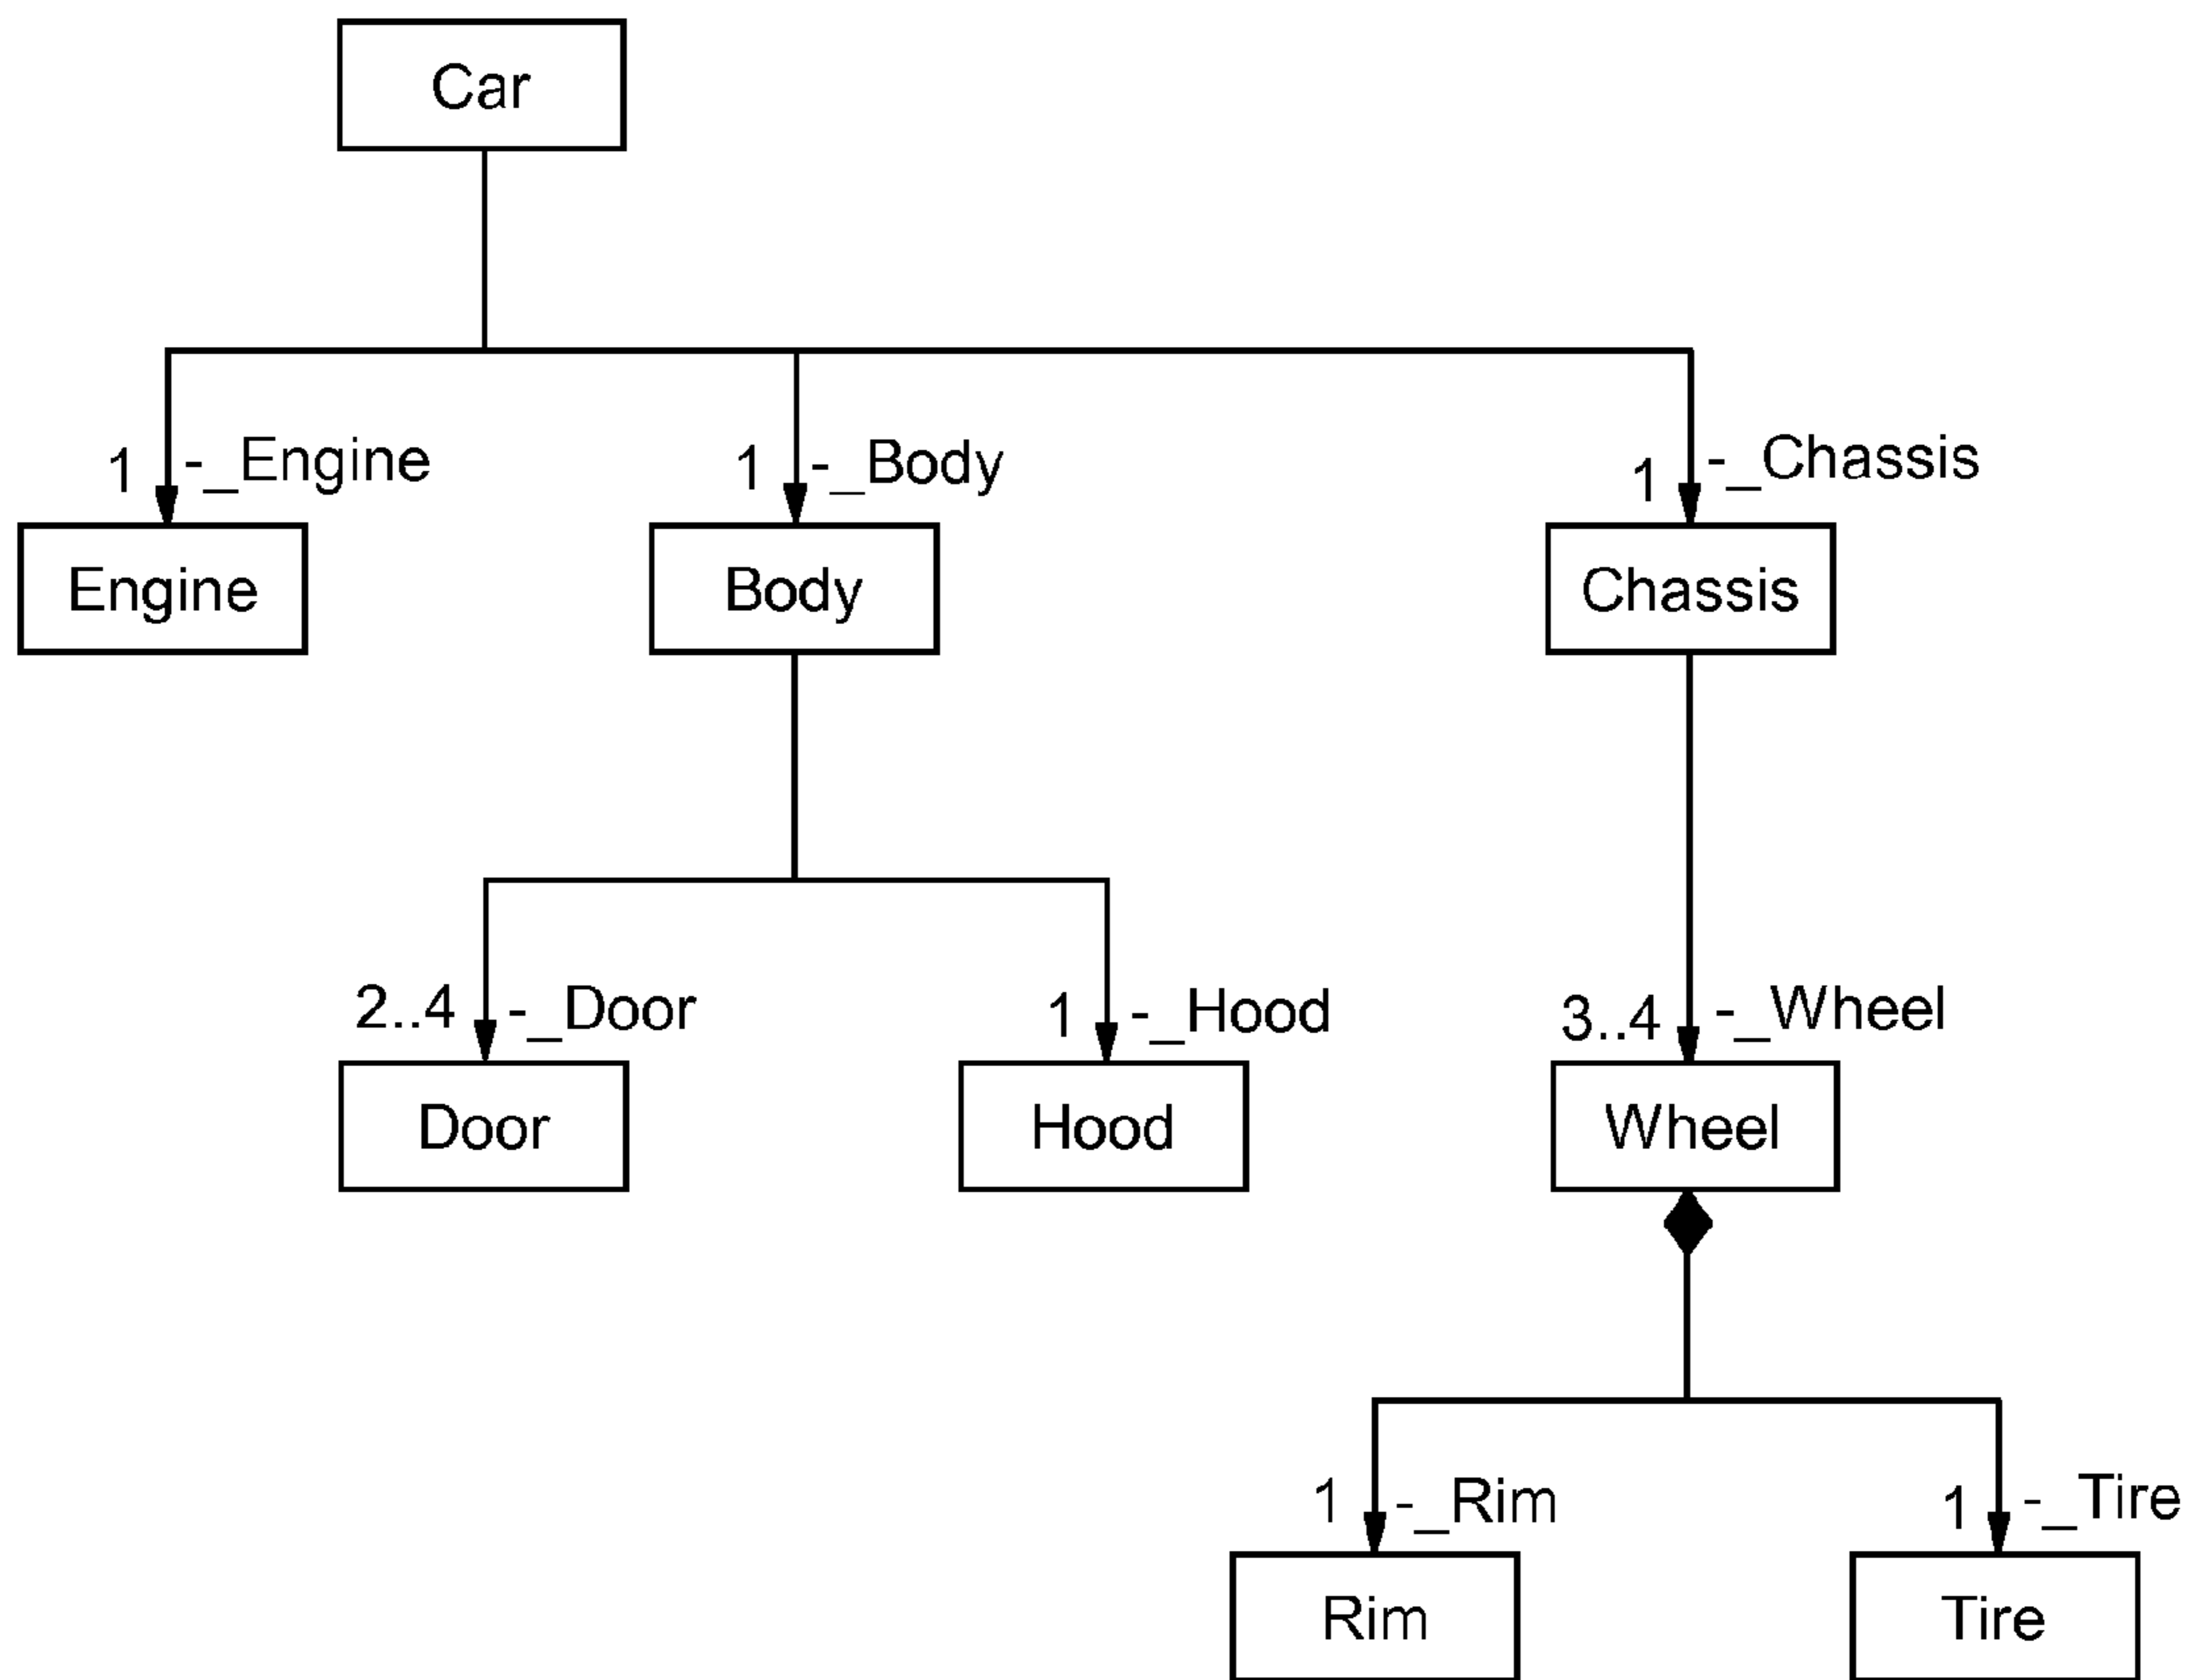 Car
1 -_Engine
1 -_Body
1 -_Chassis
Engine
Body
Chassis
2..4 -_Door
1 -_Hood
3..4 -_Wheel
Door
Hood
Wheel
1 -_Rim
1 -_Tire
Rim
Tire